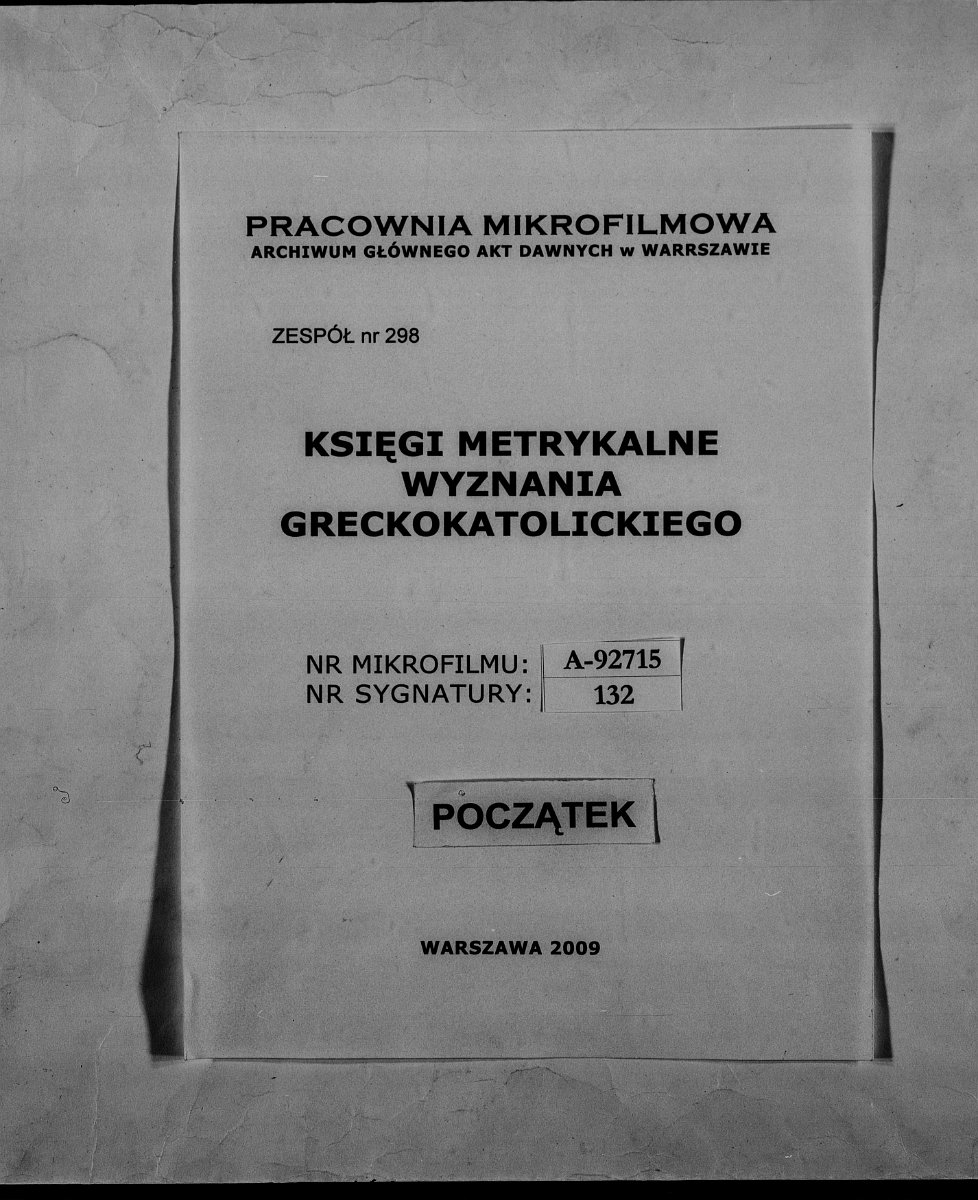 PRACOWNIA MIKROFILMOWA
ARCHIWUM GŁÓWNEGO AKT DAWNYCH w WARRSZAWIE
ZESPÓŁ nr 298
KSIĘGI METRYKALNE
WYZNANIA
GRECKOKATOLICKIEGO
NR MIKROFILMU: A-92715
NR SYGNATURY: 132
POCZĄTEK
WARSZAWA 2009